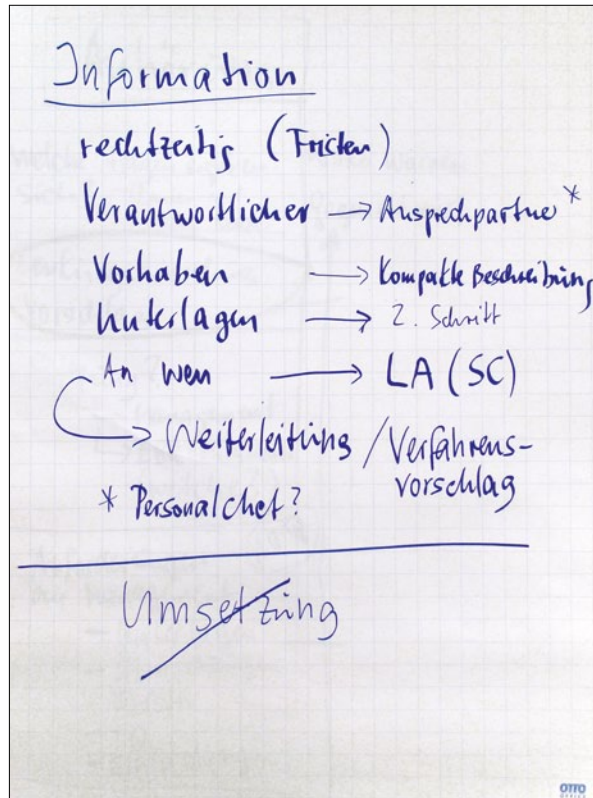 Information
rechtzeitig (Fristen)
Verantwortlicher → Ansprechpartner *
Vorhaben → Kompakte Beschreibung
Unterlagen → 2. Schritt
An wen → LA (SC)
→ Weiterleitung / Verfahrens-
vorschlag
* Personalchef?
Umsetzung
OTTO
OFFICE